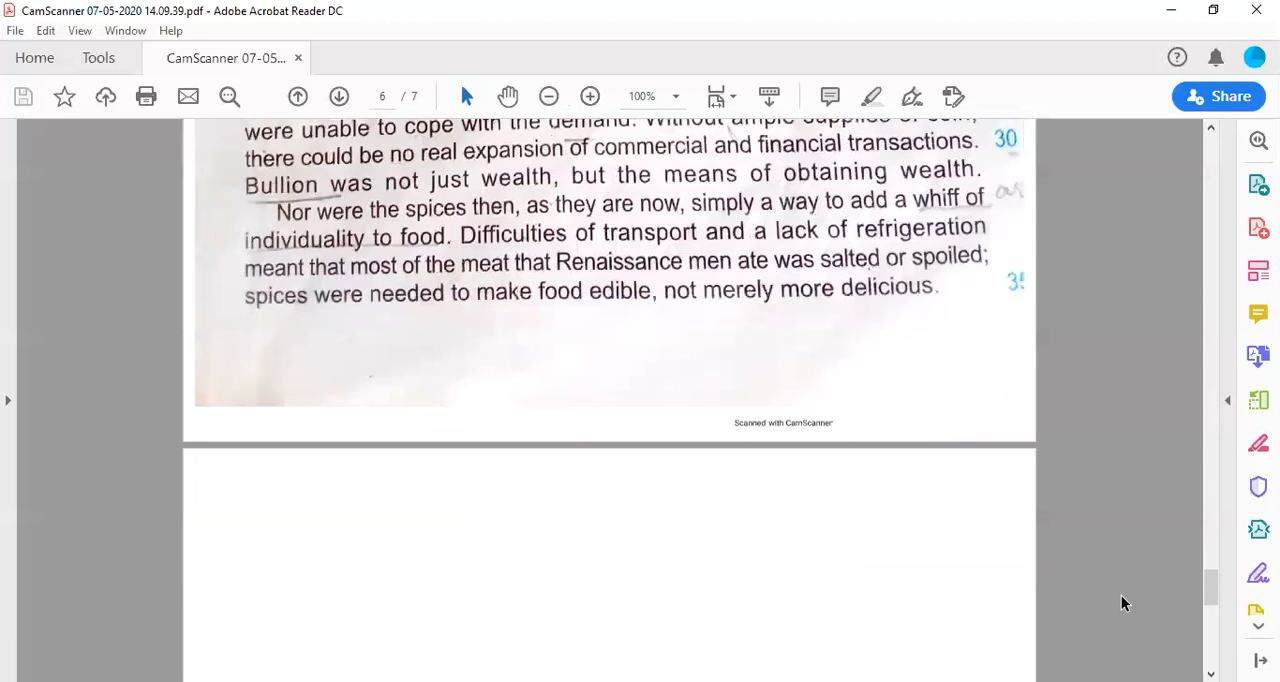 CamScanner 07-05-2020 14.09.39.pdf - Adobe Acrobat Reader DC
File Edit View Window Help
Home Tools CamScanner 07-05... ×
6 / 7 100% Share
were unable to cope with the demand. Without ample supplies of coin,
there could be no real expansion of commercial and financial transactions. 30
Bullion was not just wealth, but the means of obtaining wealth.
Nor were the spices then, as they are now, simply a way to add a whiff of
individuality to food. Difficulties of transport and a lack of refrigeration
meant that most of the meat that Renaissance men ate was salted or spoiled;
spices were needed to make food edible, not merely more delicious.
Scanned with CamScanner